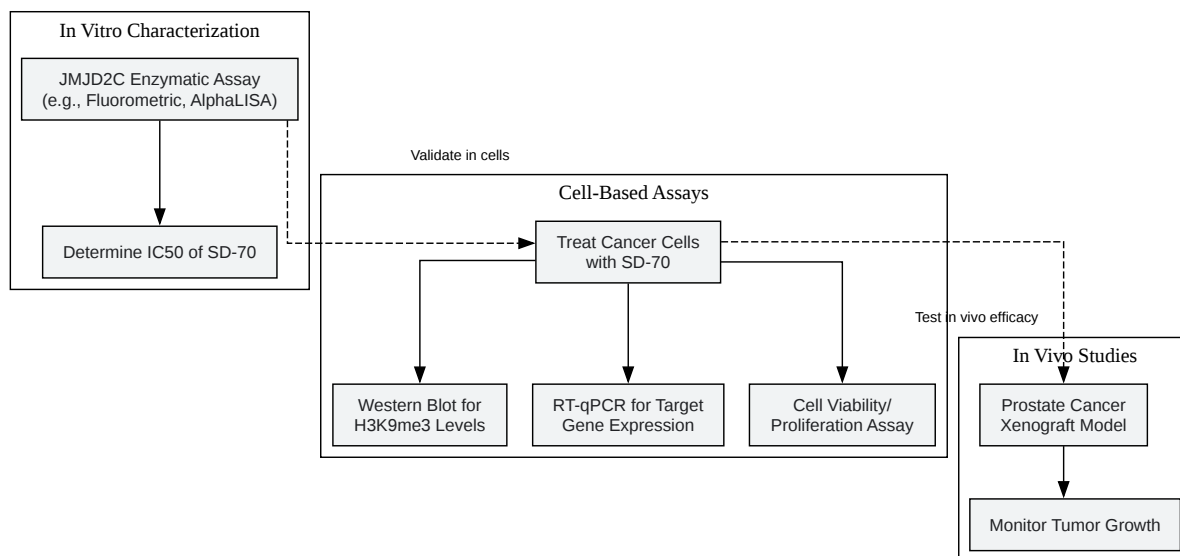 In Vitro Characterization
JMJD2C Enzymatic Assay
(e.g., Fluorometric, AlphaLISA)
Determine IC50 of SD-70
Validate in cells
Cell-Based Assays
Treat Cancer Cells
with SD-70
Western Blot for
H3K9me3 Levels
RT-qPCR for Target
Gene Expression
Cell Viability/
Proliferation Assay
Test in vivo efficacy
In Vivo Studies
Prostate Cancer
Xenograft Model
Monitor Tumor Growth